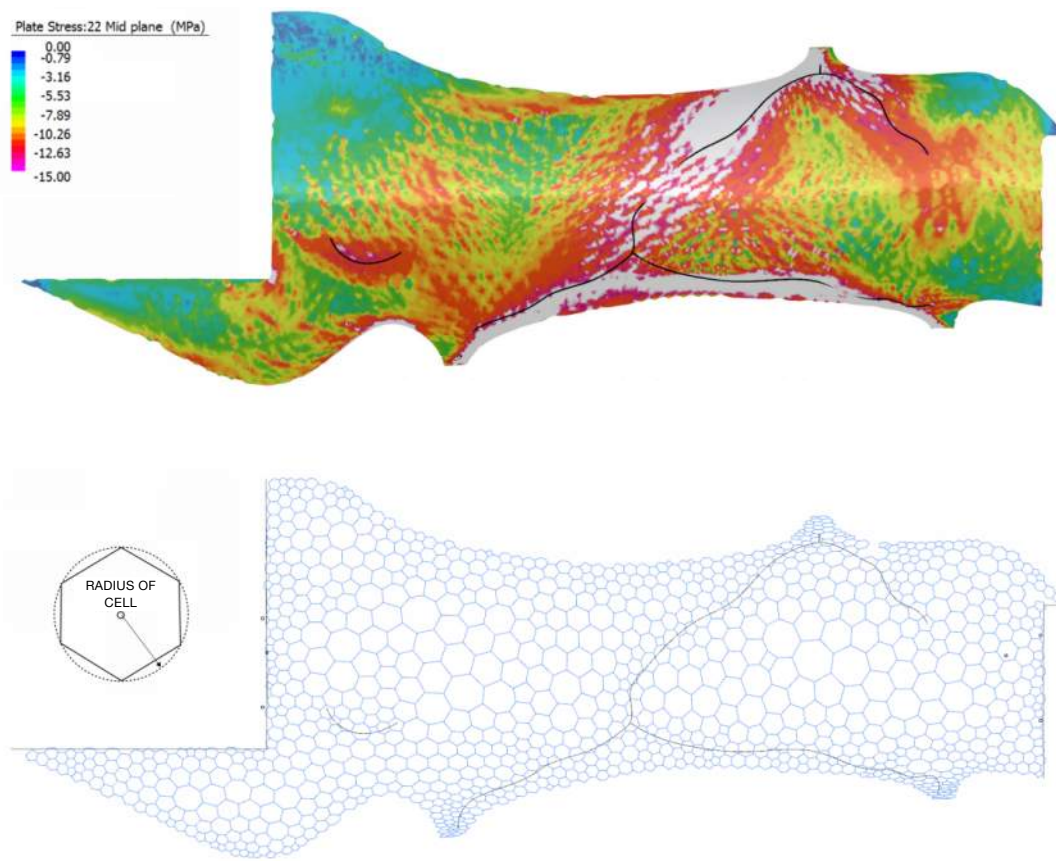 Plate Stress:22 Mid plane (MPa)
0.00
-0.79
-3.16
-5.53
-7.89
-10.26
-12.63
-15.00
RADIUS OF
CELL